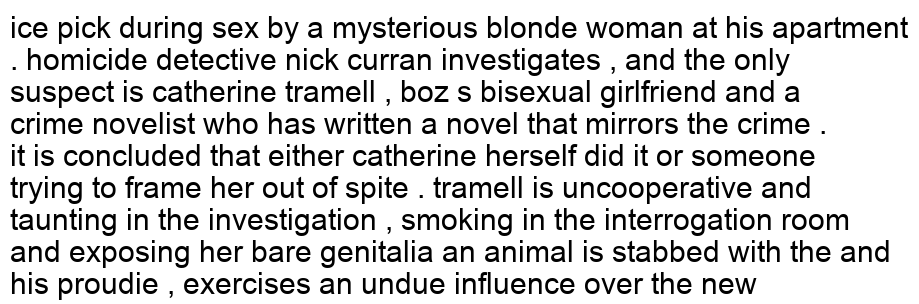 ice pick during sex by a mysterious blonde woman at his apartment
. homicide detective nick curran investigates , and the only
suspect is catherine tramell , boz s bisexual girlfriend and a
crime novelist who has written a novel that mirrors the crime .
it is concluded that either catherine herself did it or someone
trying to frame her out of spite . tramell is uncooperative and
taunting in the investigation , smoking in the interrogation room
and exposing her bare genitalia an animal is stabbed with the and
his proudie , exercises an undue influence over the new